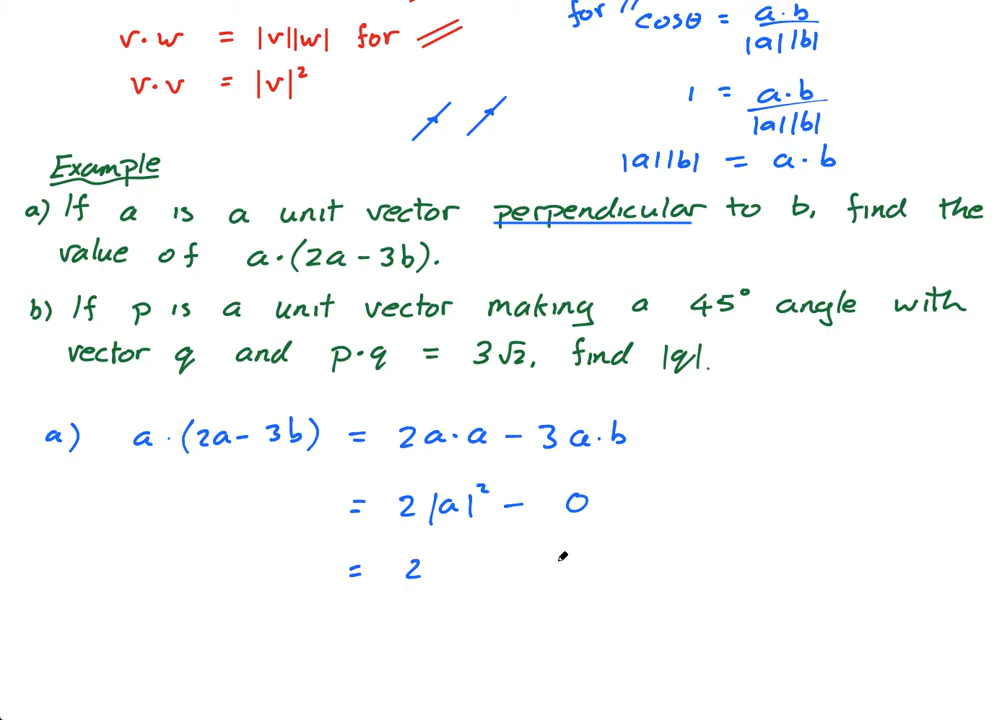 v·w = |v||w| for //
v·v = |v|²
for // cosθ = a·b / |a||b|
1 = a·b / |a||b|
|a||b| = a·b
Example
a) If a is a unit vector perpendicular to b, find the
value of a·(2a − 3b).
b) If p is a unit vector making a 45° angle with
vector q and p·q = 3√2, find |q|.
a) a·(2a − 3b) = 2a·a − 3a·b
= 2|a|² − 0
= 2